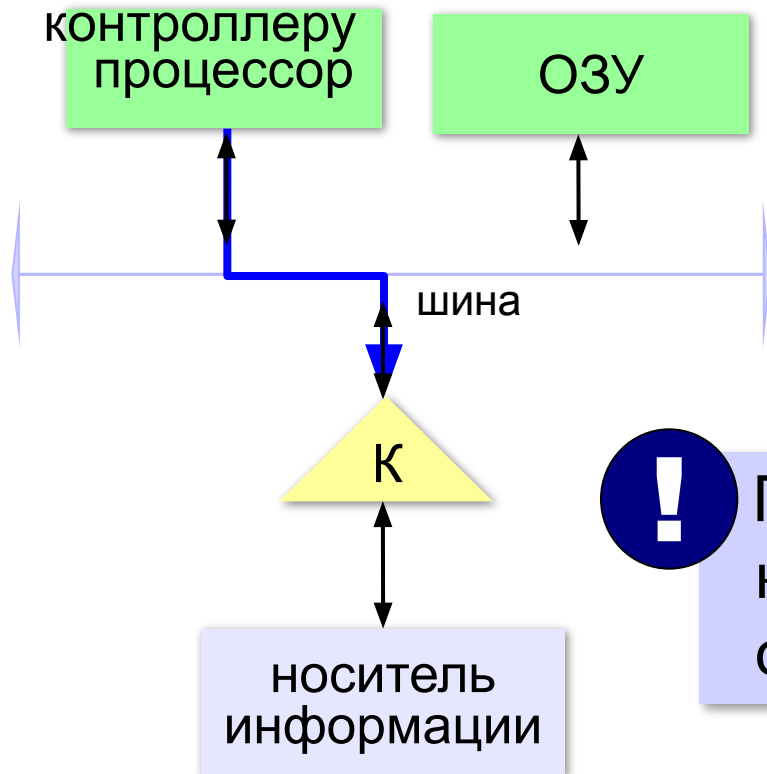 контроллеру
процессор
ОЗУ
шина
К
!
носитель
информации